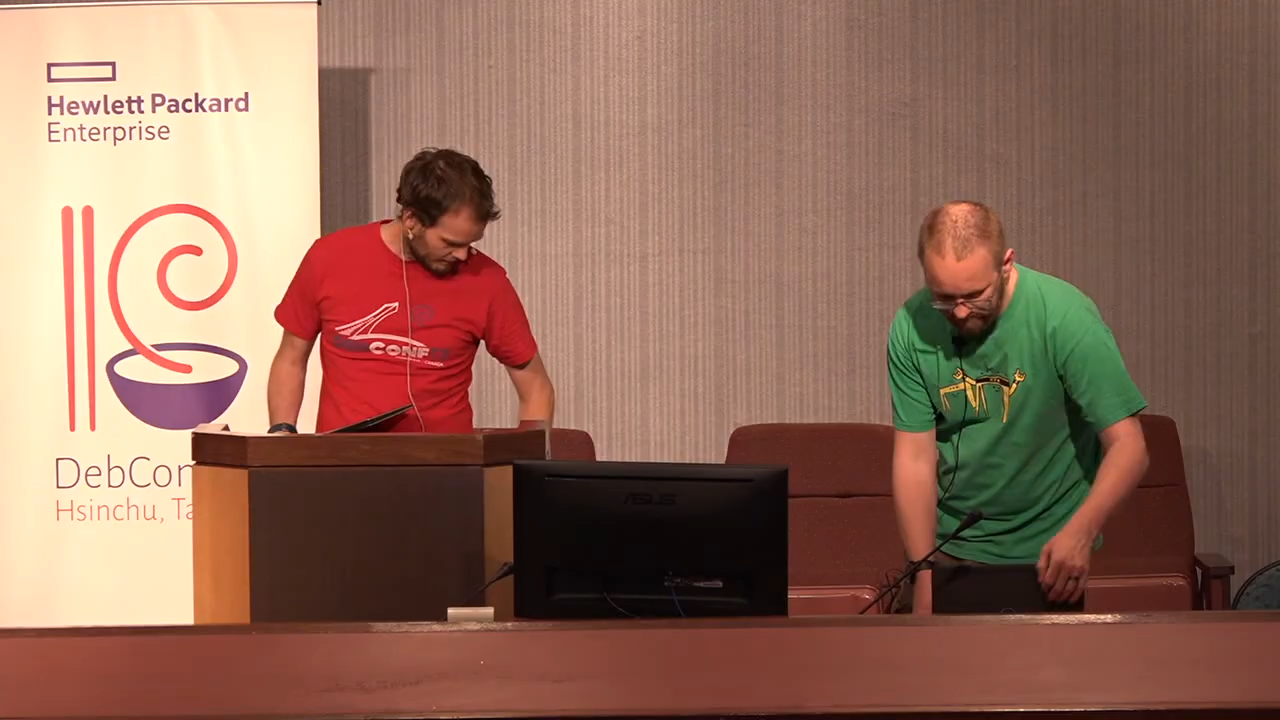 Hewlett Packard
Enterprise
DebCon
Hsinchu, Ta
CONF
ASUS